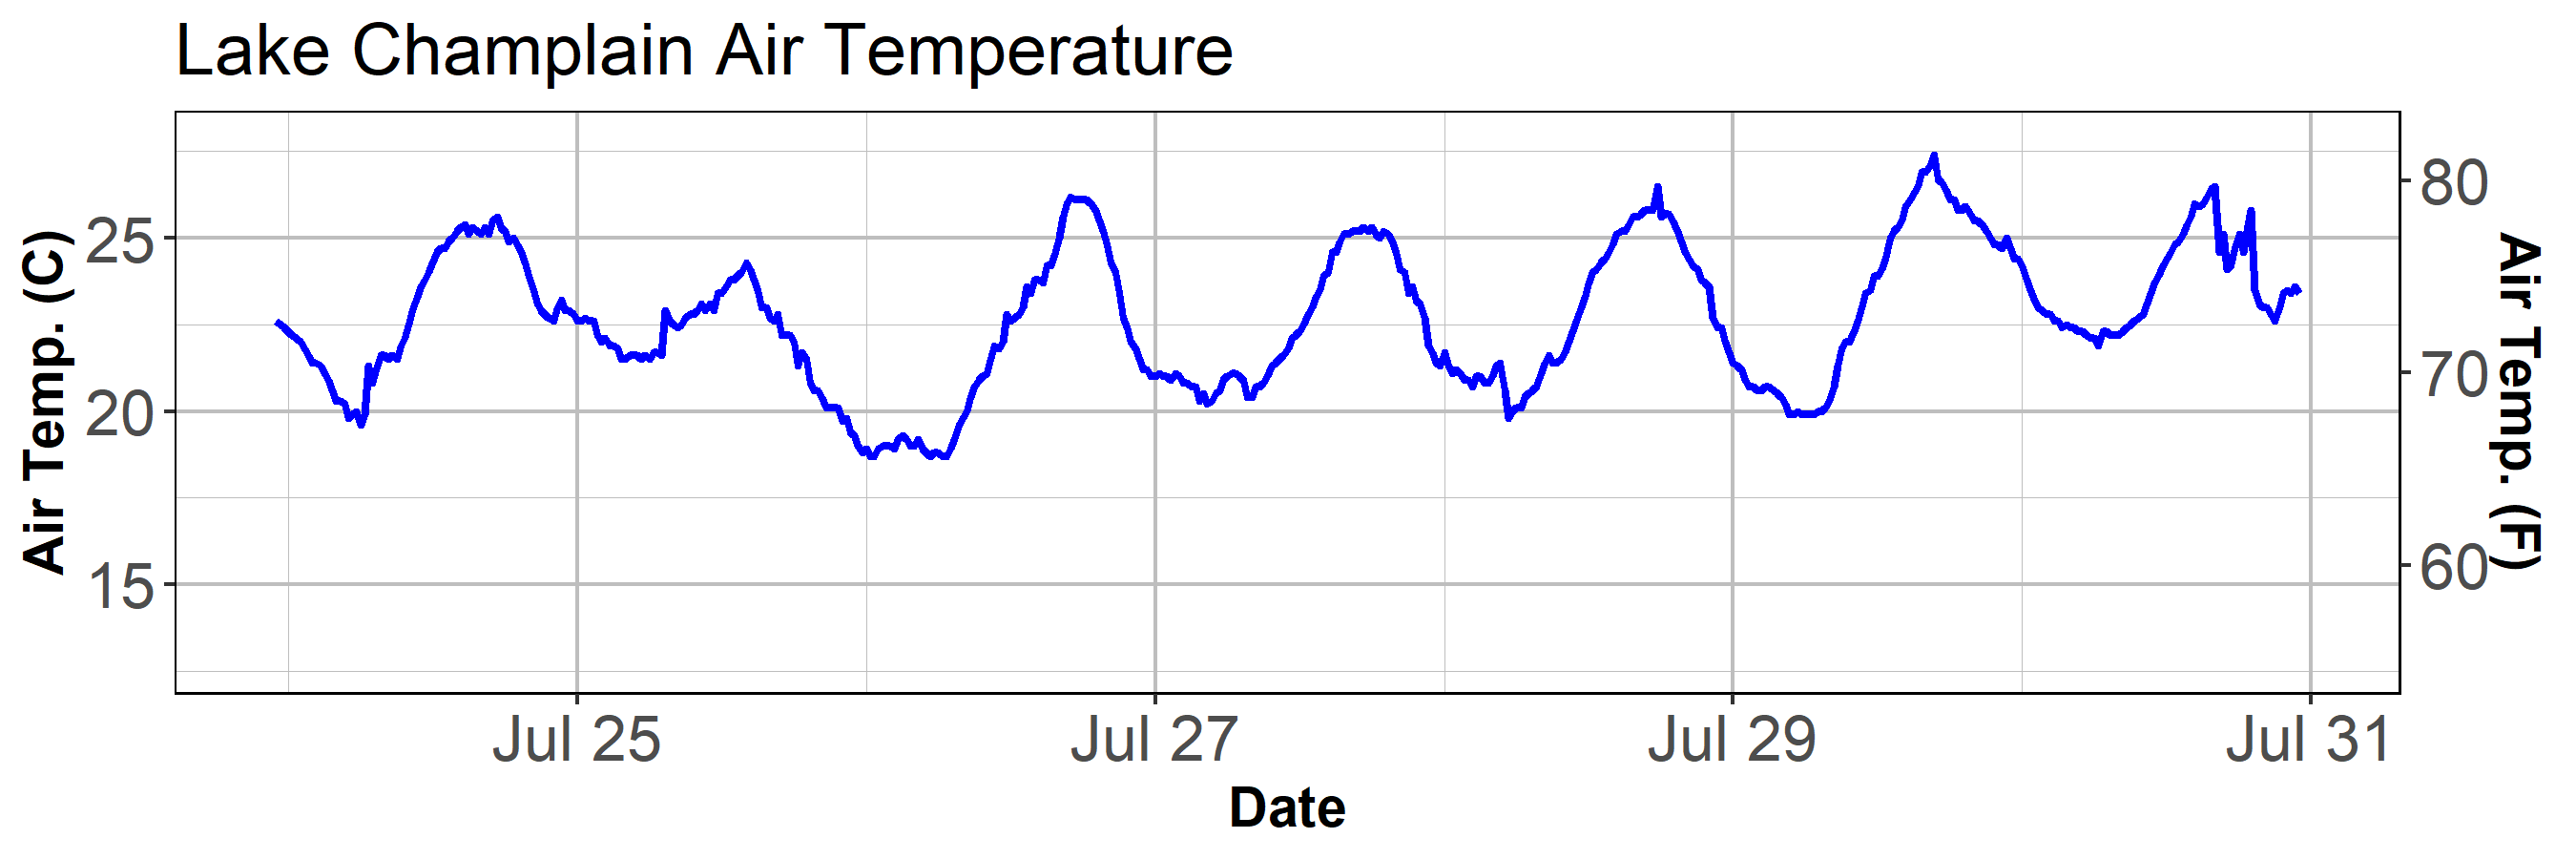 Lake Champlain Air Temperature
Air Temp. (C)
25
20
15
80
70
60
Air Temp. (F)
Jul 25
Jul 27
Jul 29
Jul 31
Date